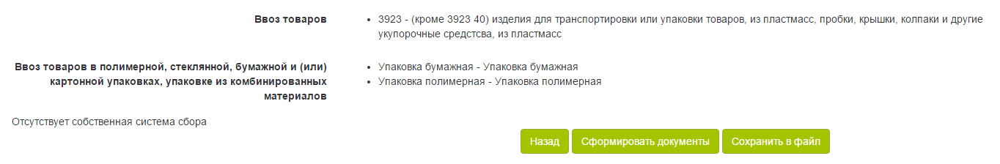 Ввоз товаров
3923 - (кроме 3923 40) изделия для транспортировки или упаковки товаров, из пластмасс, пробки, крышки, колпаки и другие
укупорочные средстсва, из пластмасс
Ввоз товаров в полимерной, стеклянной, бумажной и (или)
картонной упаковках, упаковке из комбинированных
материалов
Упаковка бумажная - Упаковка бумажная
Упаковка полимерная - Упаковка полимерная
Отсутствует собственная система сбора
Назад Сформировать документы Сохранить в файл